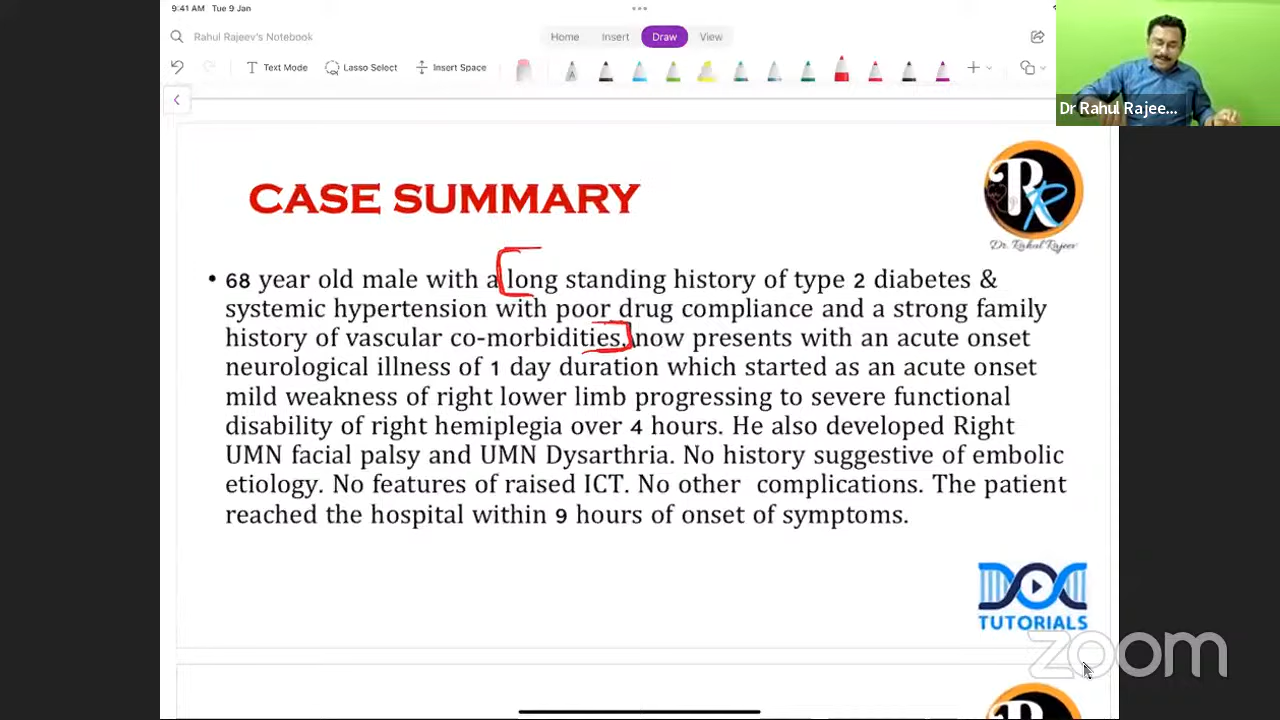 9:41 AM Tue 9 Jan
Rahul Rajeev's Notebook
Home Insert Draw View
Text Mode Lasso Select Insert Space
Dr Rahul Rajee...
CASE SUMMARY
Dr. Rahul Rajeev
• 68 year old male with a long standing history of type 2 diabetes &
systemic hypertension with poor drug compliance and a strong family
history of vascular co-morbidities, now presents with an acute onset
neurological illness of 1 day duration which started as an acute onset
mild weakness of right lower limb progressing to severe functional
disability of right hemiplegia over 4 hours. He also developed Right
UMN facial palsy and UMN Dysarthria. No history suggestive of embolic
etiology. No features of raised ICT. No other complications. The patient
reached the hospital within 9 hours of onset of symptoms.
DOC
TUTORIALS
zoom